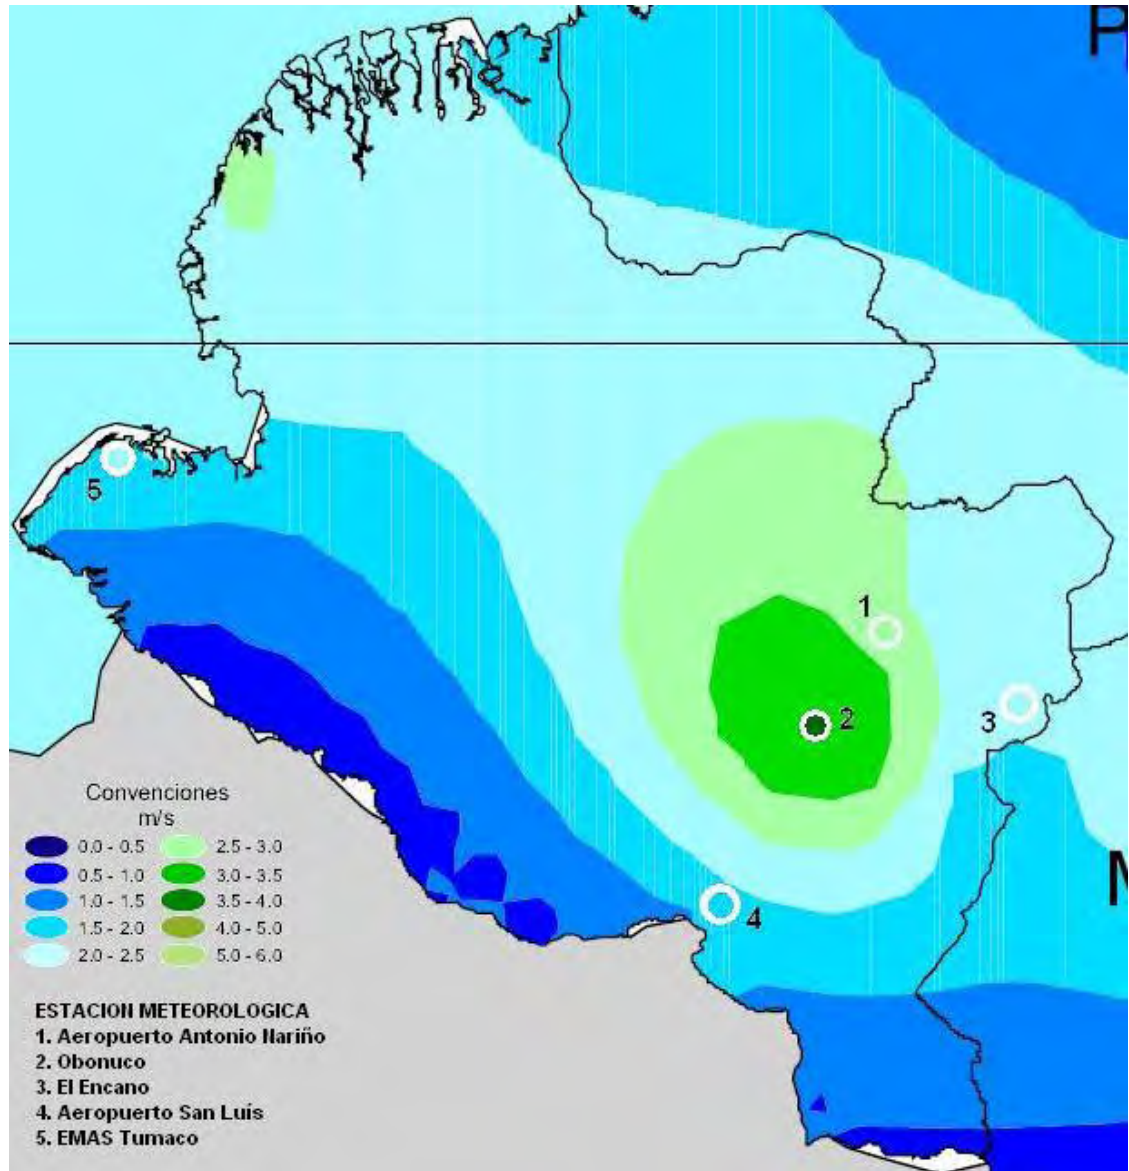 P
1
2
3
5
4
M
Convenciones
m/s
0.0 - 0.5 2.5 - 3.0
0.5 - 1.0 3.0 - 3.5
1.0 - 1.5 3.5 - 4.0
1.5 - 2.0 4.0 - 5.0
2.0 - 2.5 5.0 - 6.0
ESTACION METEOROLOGICA
1. Aeropuerto Antonio Nariño
2. Obonuco
3. El Encano
4. Aeropuerto San Luís
5. EMAS Tumaco